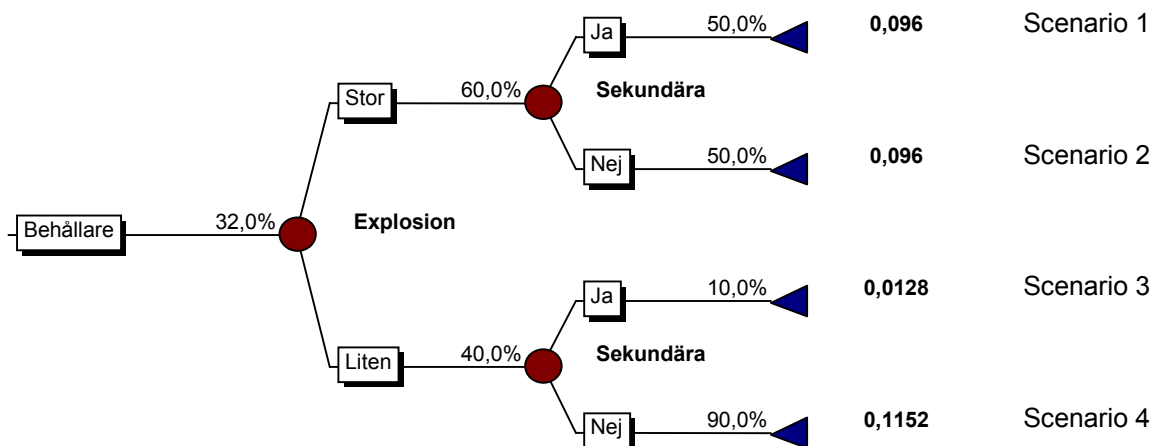 Ja 50,0% 0,096 Scenario 1
Stor 60,0% Sekundära
Nej 50,0% 0,096 Scenario 2
Behållare 32,0% Explosion
Ja 10,0% 0,0128 Scenario 3
Liten 40,0% Sekundära
Nej 90,0% 0,1152 Scenario 4